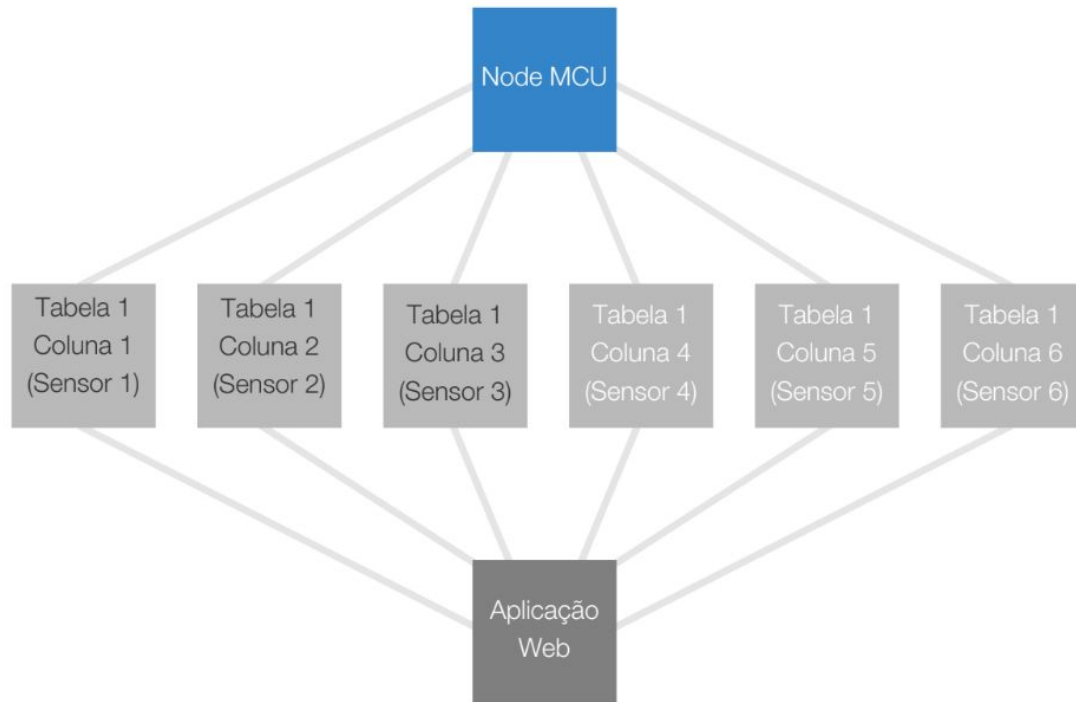 Node MCU
Tabela 1
Coluna 1
(Sensor 1)
Tabela 1
Coluna 2
(Sensor 2)
Tabela 1
Coluna 3
(Sensor 3)
Tabela 1
Coluna 4
(Sensor 4)
Tabela 1
Coluna 5
(Sensor 5)
Tabela 1
Coluna 6
(Sensor 6)
Aplicação
Web